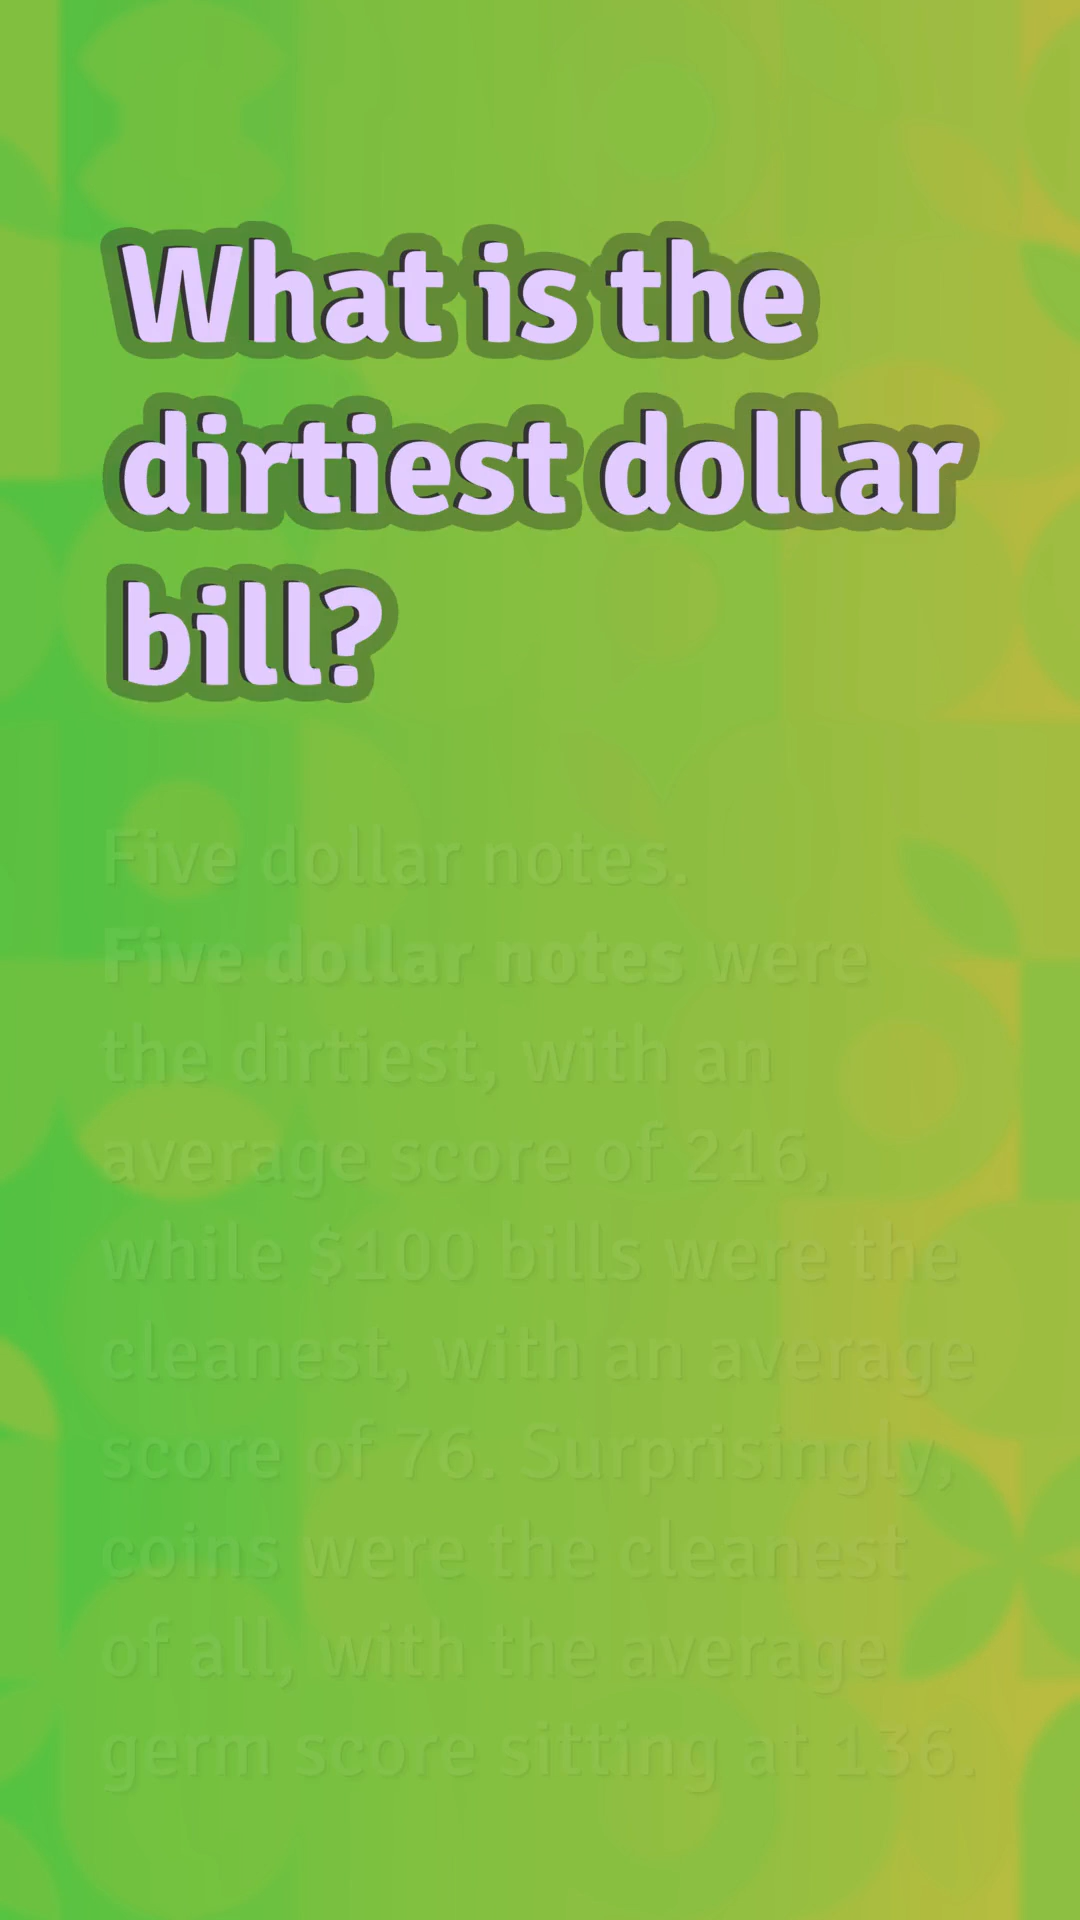 What is the
dirtiest dollar
bill?
Five dollar notes.
Five dollar notes were
the dirtiest, with an
average score of 216,
while $100 bills were the
cleanest, with an average
score of 76. Surprisingly,
coins were the cleanest
of all, with the average
germ score sitting at 136.